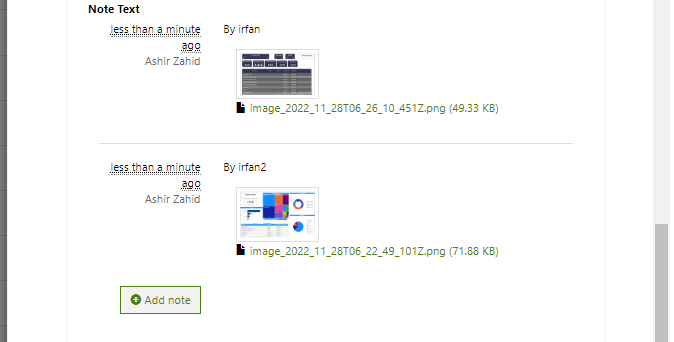 Note Text
less than a minute ago
By irfan
Ashir Zahid
image_2022_11_28T06_26_10_451Z.png (49.33 KB)
less than a minute ago
By irfan2
Ashir Zahid
image_2022_11_28T06_22_49_101Z.png (71.88 KB)
Add note